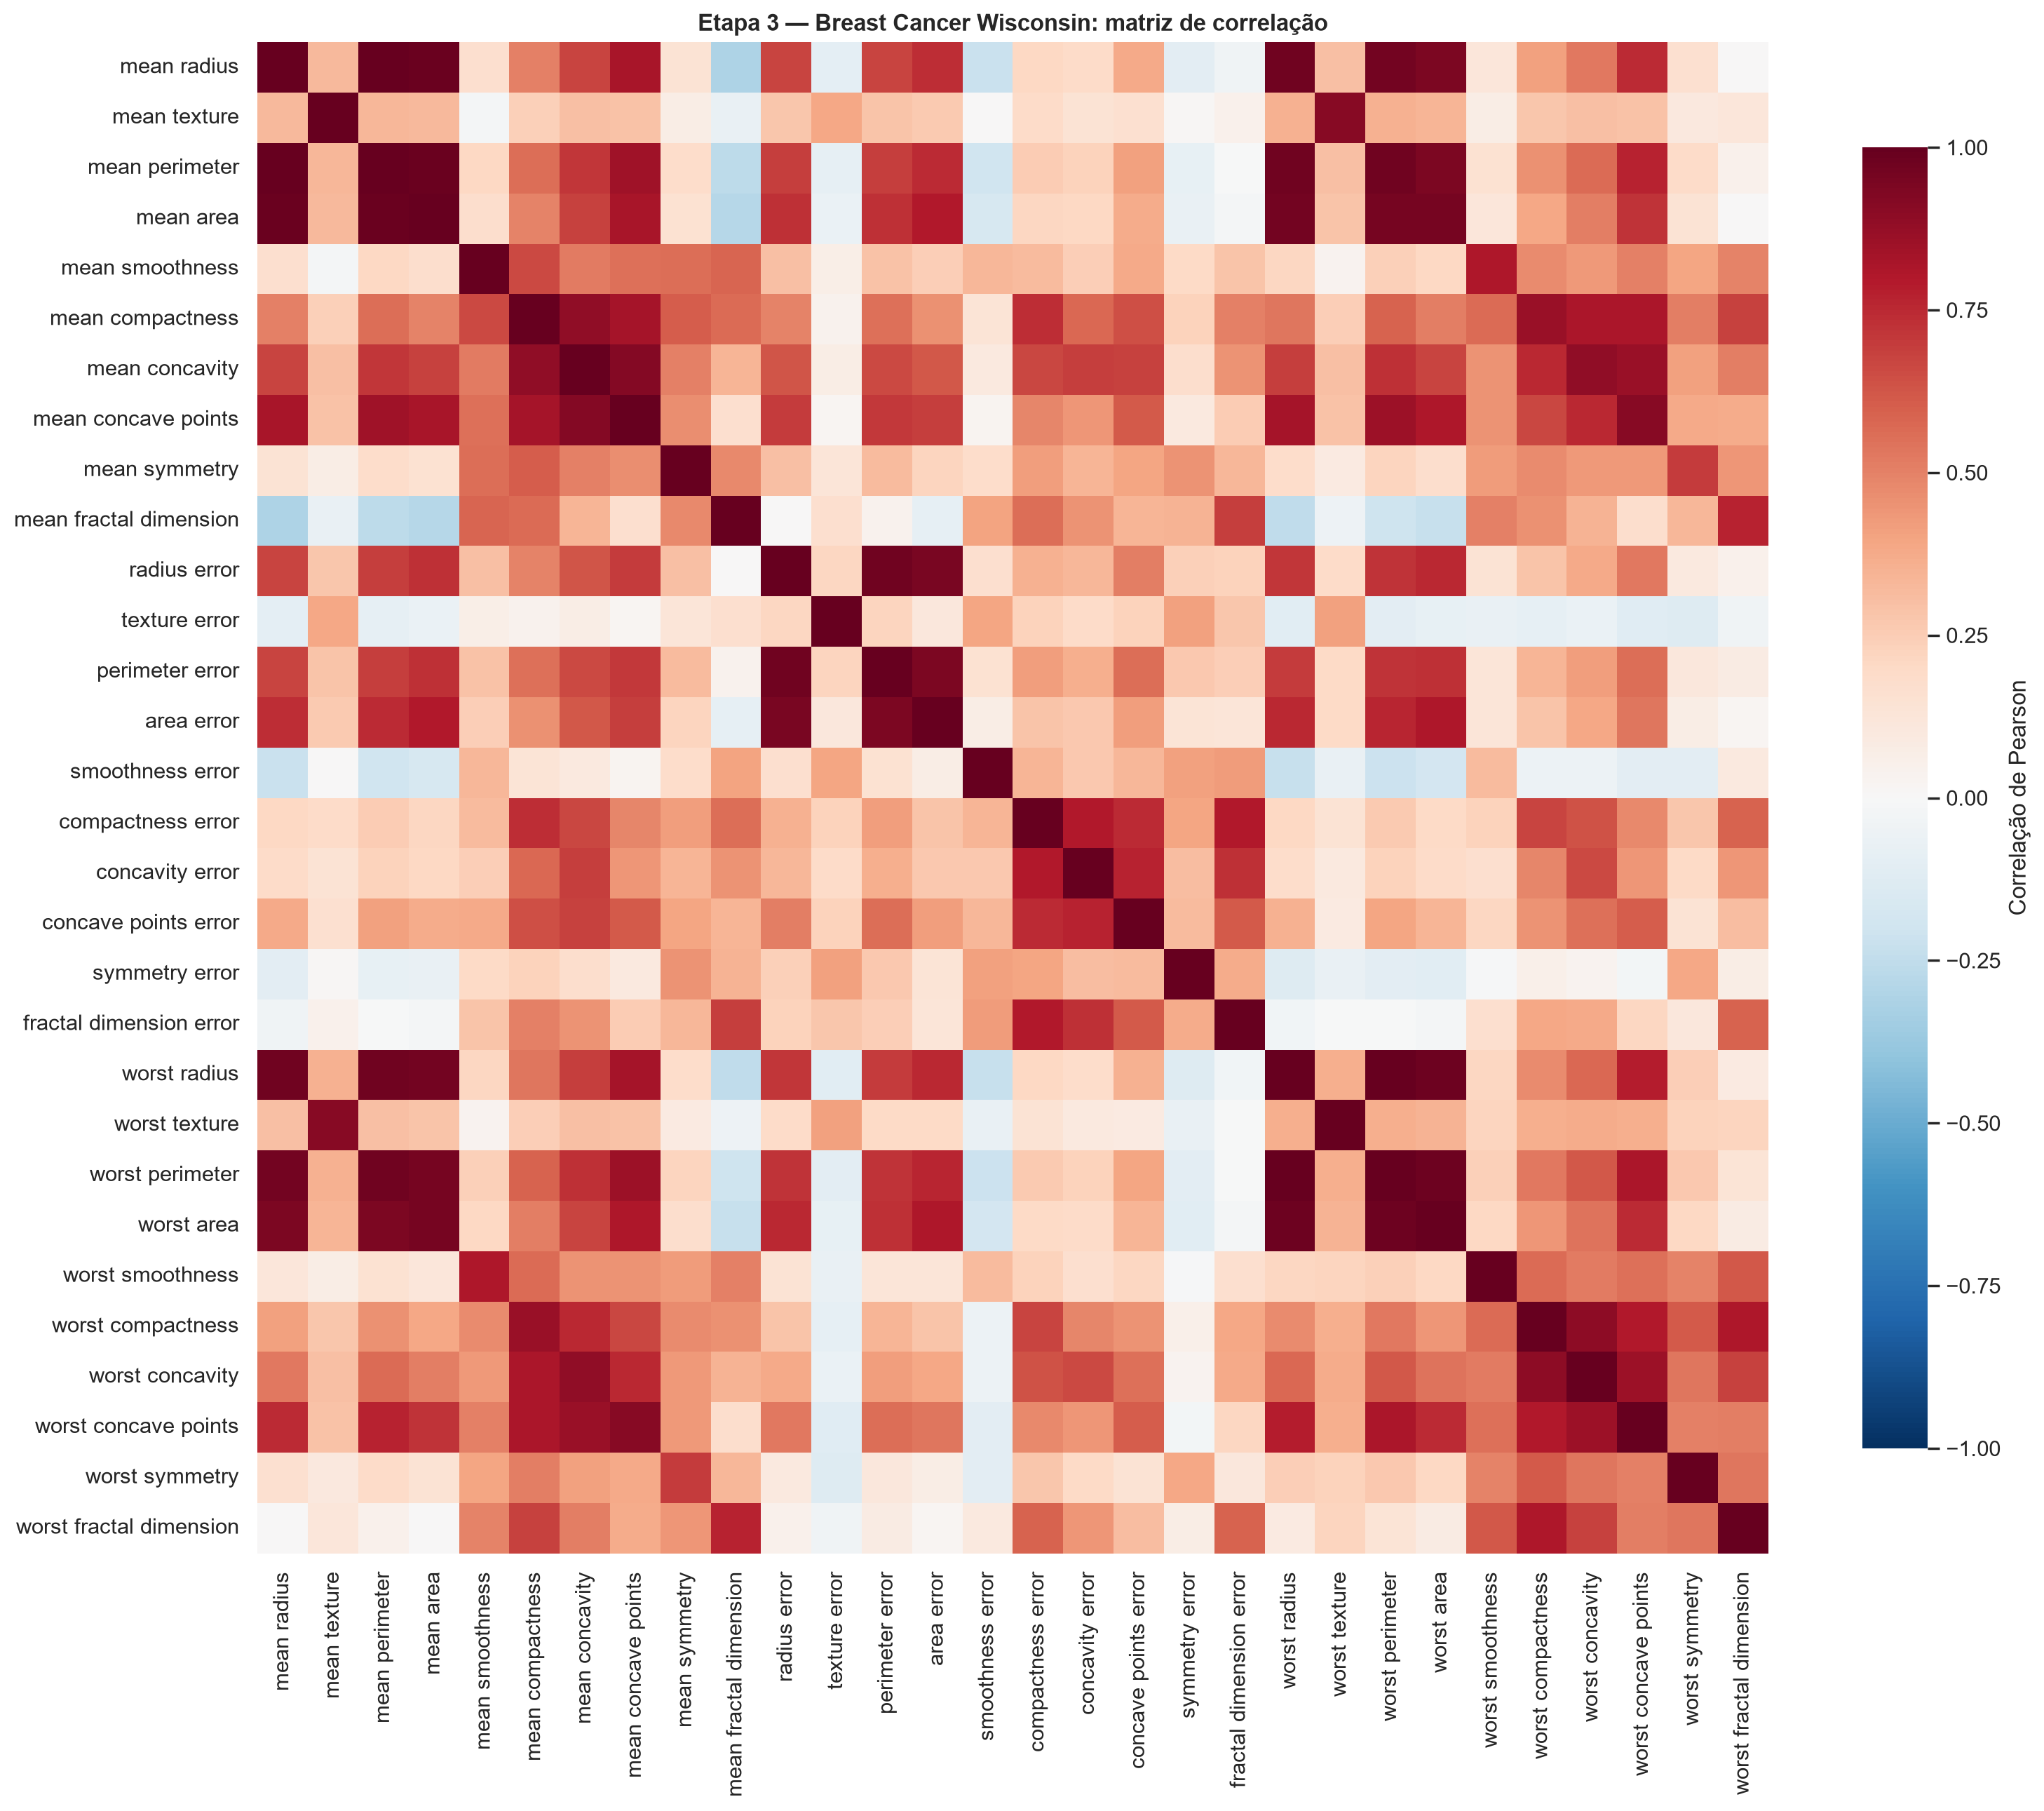 Etapa 3 — Breast Cancer Wisconsin: matriz de correlação
mean radius
mean texture
mean perimeter
mean area
mean smoothness
mean compactness
mean concavity
mean concave points
mean symmetry
mean fractal dimension
radius error
texture error
perimeter error
area error
smoothness error
compactness error
concavity error
concave points error
symmetry error
fractal dimension error
worst radius
worst texture
worst perimeter
worst area
worst smoothness
worst compactness
worst concavity
worst concave points
worst symmetry
worst fractal dimension
mean radius
mean texture
mean perimeter
mean area
mean smoothness
mean compactness
mean concavity
mean concave points
mean symmetry
mean fractal dimension
radius error
texture error
perimeter error
area error
smoothness error
compactness error
concavity error
concave points error
symmetry error
fractal dimension error
worst radius
worst texture
worst perimeter
worst area
worst smoothness
worst compactness
worst concavity
worst concave points
worst symmetry
worst fractal dimension
1.00
0.75
0.50
0.25
0.00
−0.25
−0.50
−0.75
−1.00
Correlação de Pearson